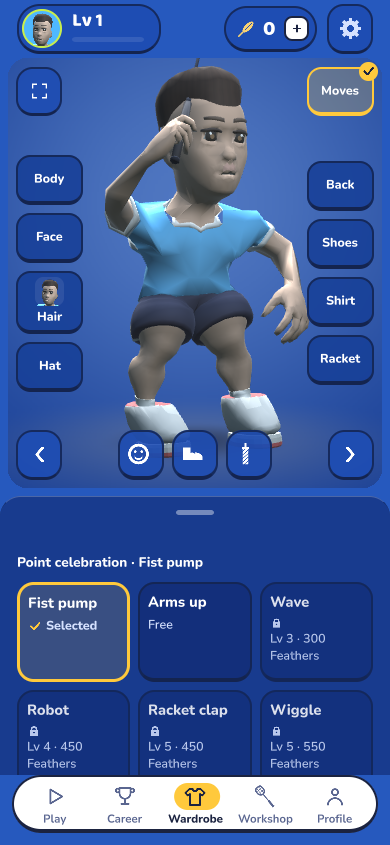 Lv 1
0
+
Moves
Body
Back
Face
Shoes
Hair
Shirt
Hat
Racket
Point celebration · Fist pump
Fist pump
Selected
Arms up
Free
Wave
Lv 3 · 300
Feathers
Robot
Lv 4 · 450
Feathers
Racket clap
Lv 5 · 450
Feathers
Wiggle
Lv 5 · 550
Feathers
Play
Career
Wardrobe
Workshop
Profile